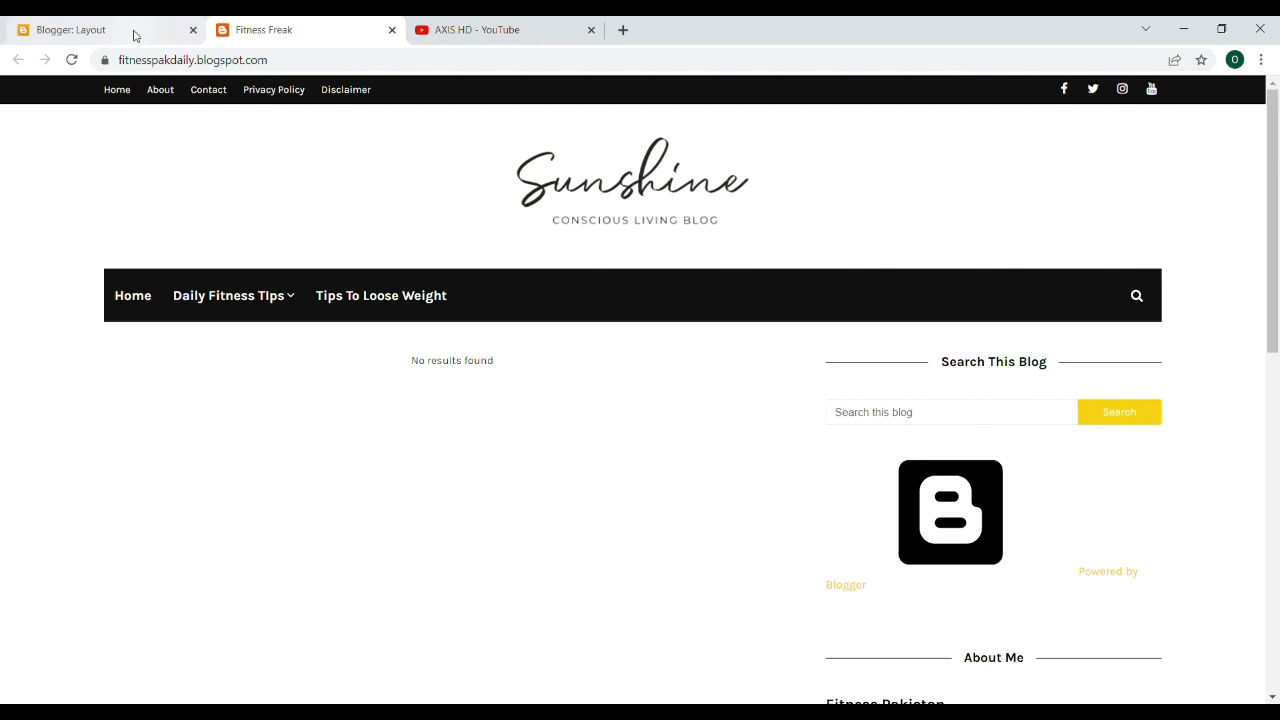 Blogger: Layout
Fitness Freak
AXIS HD - YouTube
fitnesspakdaily.blogspot.com
O
Home
About
Contact
Privacy Policy
Disclaimer
Sunshine
CONSCIOUS LIVING BLOG
Home
Daily Fitness TIps
Tips To Loose Weight
No results found
Search This Blog
Search this blog
Search
Powered by
Blogger
About Me
Fitness Pakistan